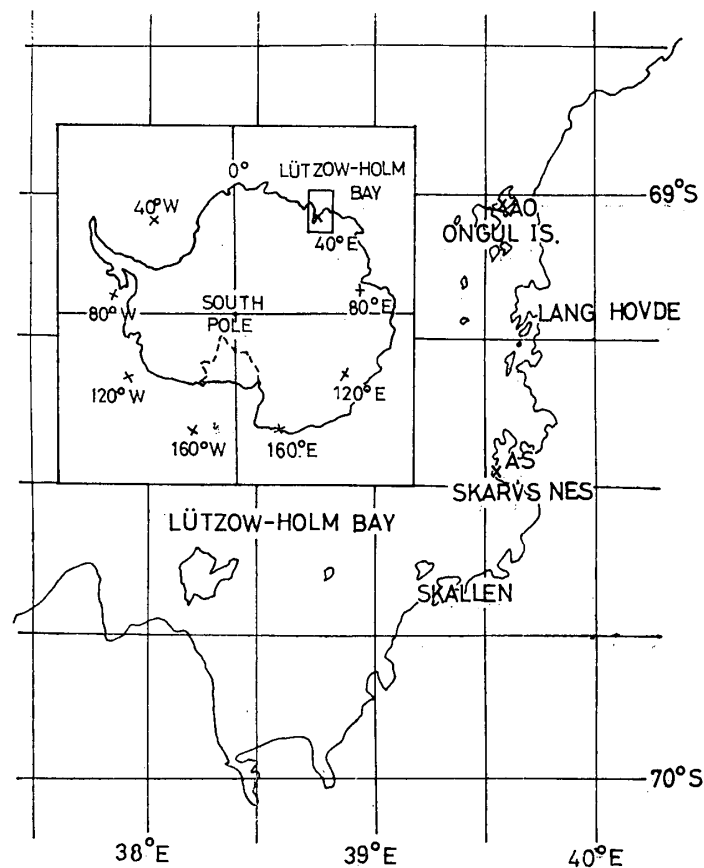 0°
LÜTZOW-HOLM
BAY
40°W
40°E
SOUTH
POLE
80°W
80°E
120°W
120°E
160°W
160°E
69°S
AO
ONGUL IS.
LANG HOVDE
AS
SKARVS NES
LÜTZOW-HOLM BAY
SKALLEN
70°S
38°E
39°E
40°E